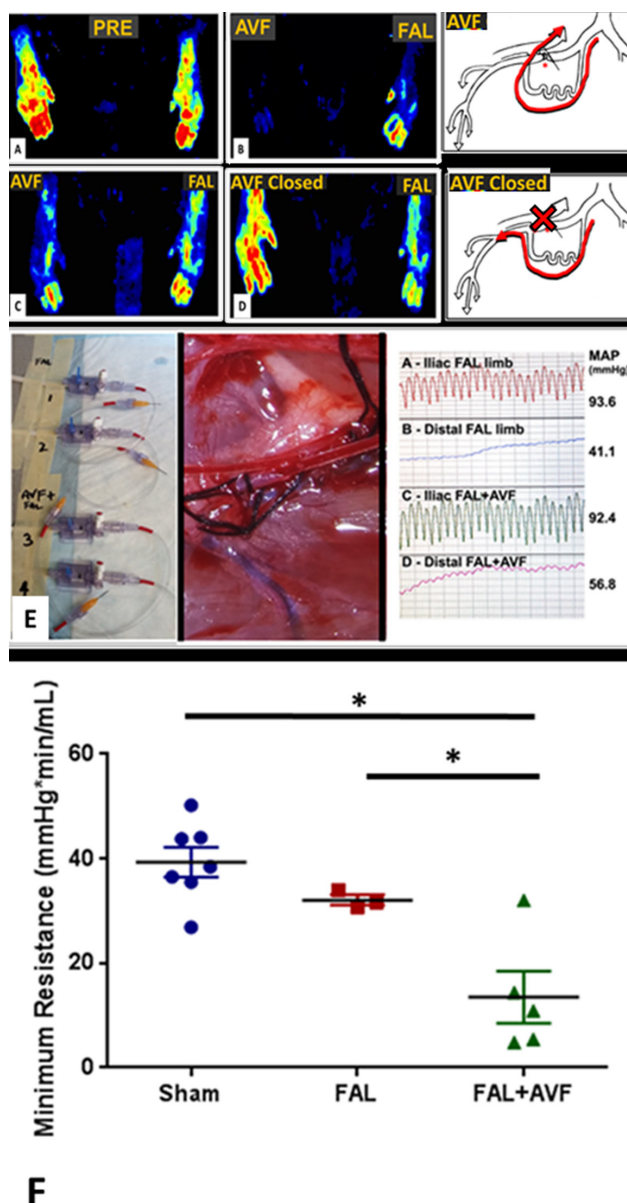 PRE
A
AVF FAL
B
AVF
AVF FAL
C
AVF Closed FAL
D
AVF Closed
FAL
1
2
AVF+
FAL
3
4
E
MAP
(mmHg)
A - Iliac FAL limb
93.6
B - Distal FAL limb
41.1
C - Iliac FAL+AVF
92.4
D - Distal FAL+AVF
56.8
Minimum Resistance (mmHg*min/mL)
60
40
20
0
*
*
Sham FAL FAL+AVF
F